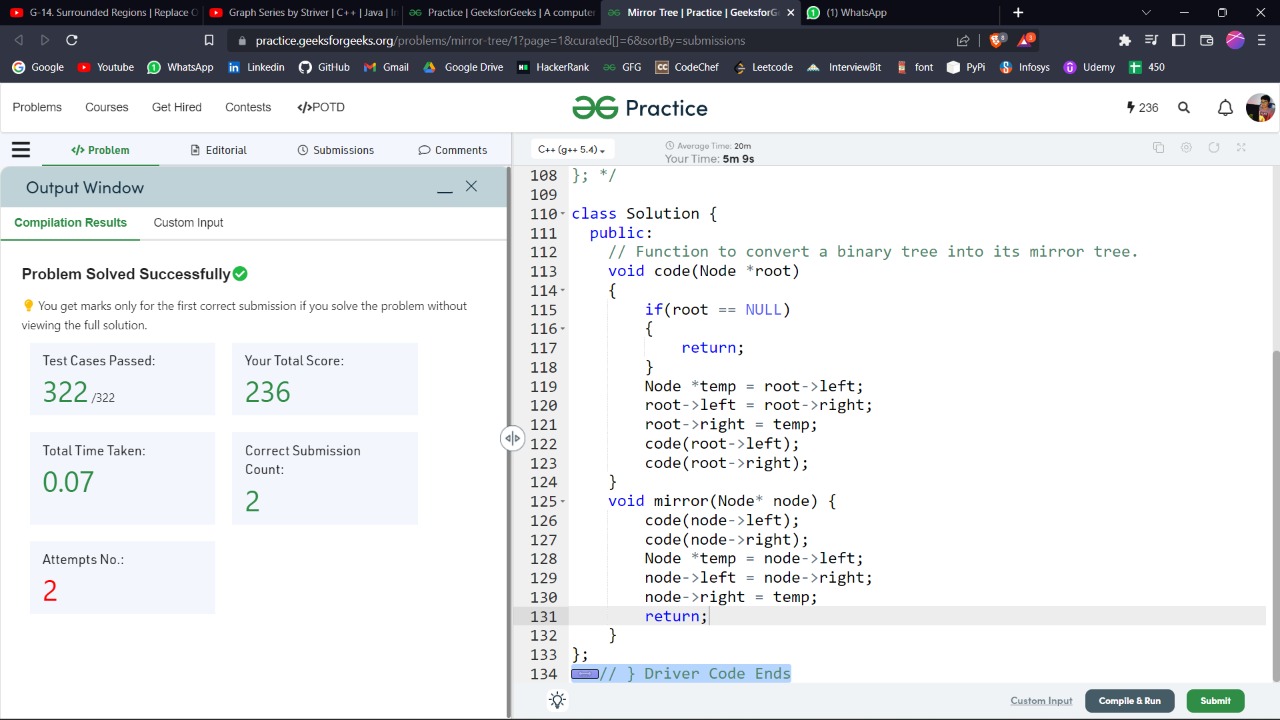 G-14. Surrounded Regions | Replace O
Graph Series by Striver | C++ | Java | In
Practice | GeeksforGeeks | A compute
Mirror Tree | Practice | GeeksforG
(1) WhatsApp
practice.geeksforgeeks.org/problems/mirror-tree/1?page=1&curated[]=6&sortBy=submissions
Google Youtube WhatsApp Linkedin GitHub Gmail Google Drive HackerRank GFG CodeChef Leetcode InterviewBit font PyPi Infosys Udemy 450
Problems Courses Get Hired Contests </>POTD
Practice
236
</> Problem Editorial Submissions Comments
C++ (g++ 5.4)
Average Time: 20m
Your Time: 5m 9s
Output Window
Compilation Results Custom Input
Problem Solved Successfully
You get marks only for the first correct submission if you solve the problem without
viewing the full solution.
Test Cases Passed:
322 /322
Your Total Score:
236
Total Time Taken:
0.07
Correct Submission
Count:
2
Attempts No.:
2
108 }; */
109
110 class Solution {
111 public:
112 // Function to convert a binary tree into its mirror tree.
113 void code(Node *root)
114 {
115 if(root == NULL)
116 {
117 return;
118 }
119 Node *temp = root->left;
120 root->left = root->right;
121 root->right = temp;
122 code(root->left);
123 code(root->right);
124 }
125 void mirror(Node* node) {
126 code(node->left);
127 code(node->right);
128 Node *temp = node->left;
129 node->left = node->right;
130 node->right = temp;
131 return;
132 }
133 };
134 // } Driver Code Ends
Custom Input Compile & Run Submit